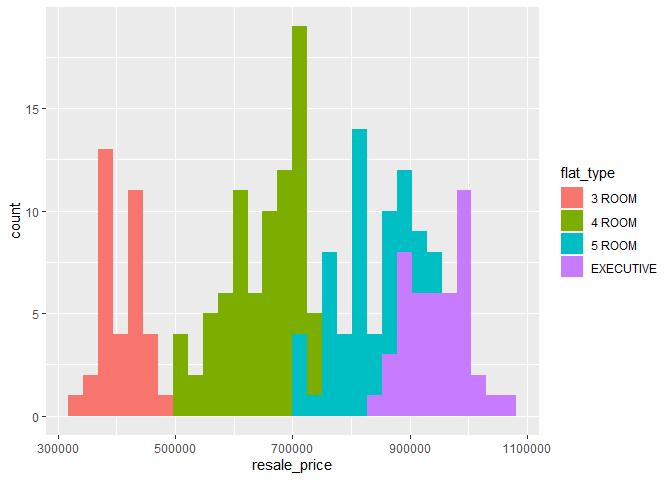 15
10
5
0
count
300000 500000 700000 900000 1100000
resale_price
flat_type
3 ROOM
4 ROOM
5 ROOM
EXECUTIVE